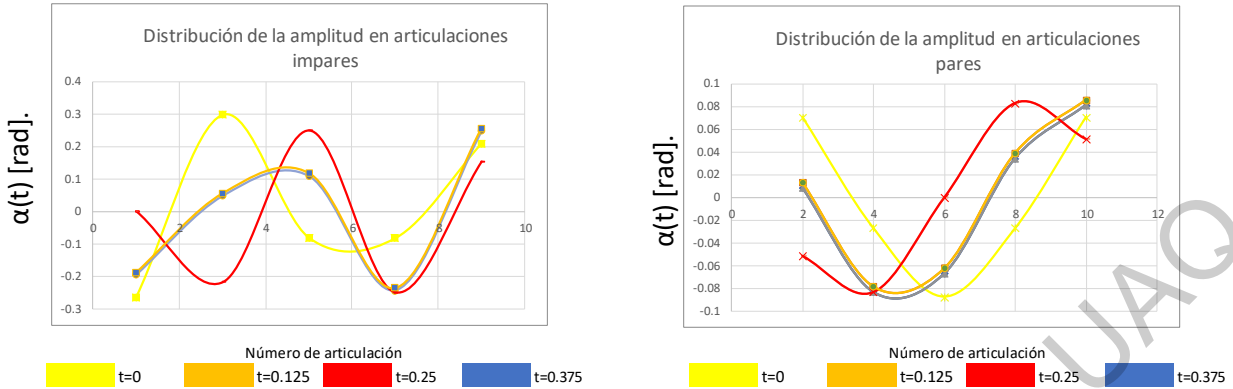 Distribución de la amplitud en articulaciones
impares
0.4
0.3
0.2
0.1
0
-0.1
-0.2
-0.3
0 2 4 6 8 10
α(t) [rad].
Número de articulación
t=0 t=0.125 t=0.25 t=0.375
Distribución de la amplitud en articulaciones
pares
0.1
0.08
0.06
0.04
0.02
0
-0.02
-0.04
-0.06
-0.08
-0.1
0 2 4 6 8 10 12
α(t) [rad].
Número de articulación
t=0 t=0.125 t=0.25 t=0.375
UAQ